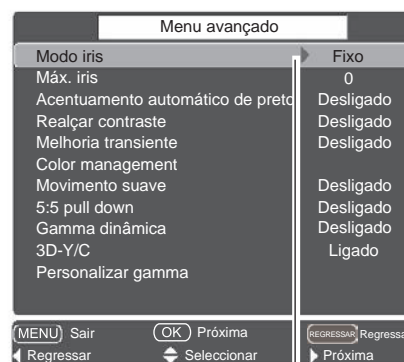 Menu avançado
Modo iris Fixo
Máx. iris 0
Acentuamento automático de preto Desligado
Realçar contraste Desligado
Melhoria transiente Desligado
Color management
Movimento suave Desligado
5:5 pull down Desligado
Gamma dinâmica Desligado
3D-Y/C Ligado
Personalizar gamma
MENU Sair OK Próxima REGRESSAR Regressa
Regressar Seleccionar Próxima